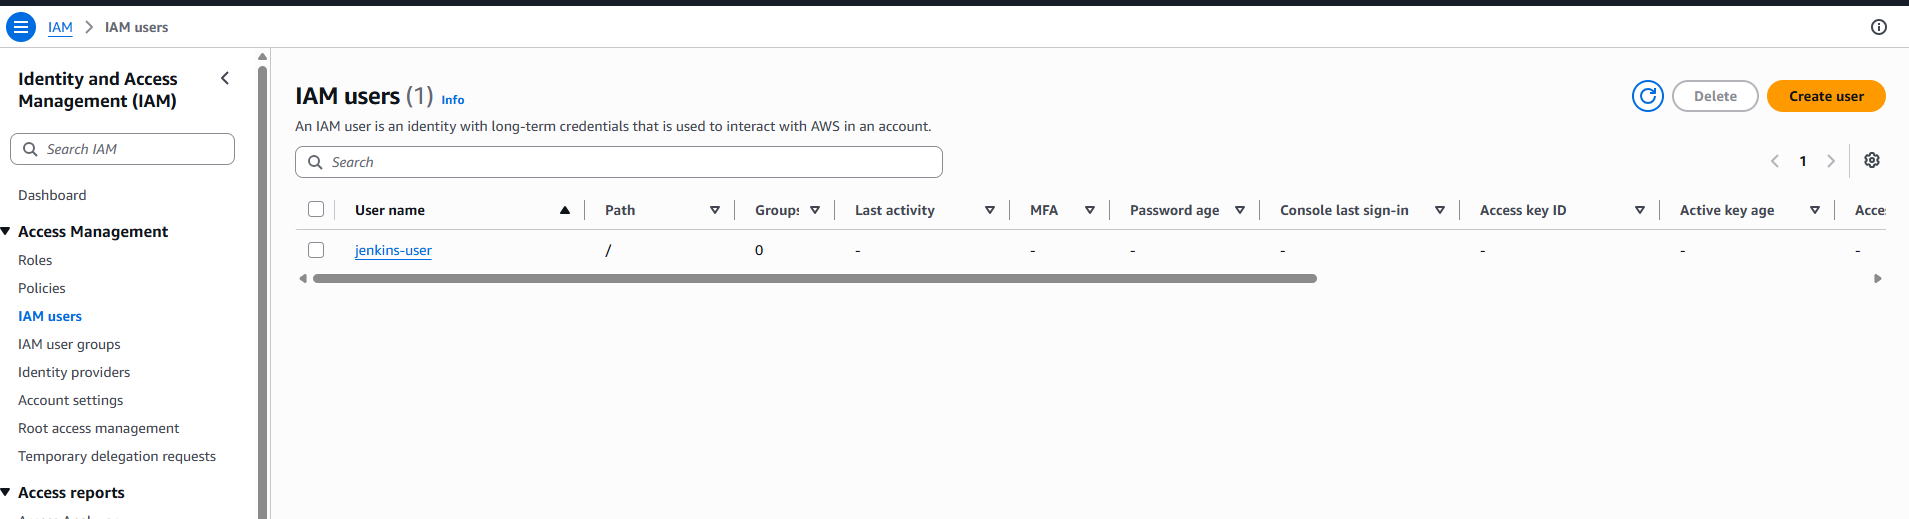 IAM > IAM users
Identity and Access
Management (IAM)
Search IAM
Dashboard
Access Management
Roles
Policies
IAM users
IAM user groups
Identity providers
Account settings
Root access management
Temporary delegation requests
Access reports
IAM users (1) Info
Delete
Create user
An IAM user is an identity with long-term credentials that is used to interact with AWS in an account.
Search
1
User name Path Groups Last activity MFA Password age Console last sign-in Access key ID Active key age Acce
jenkins-user / 0 - - - - - - -